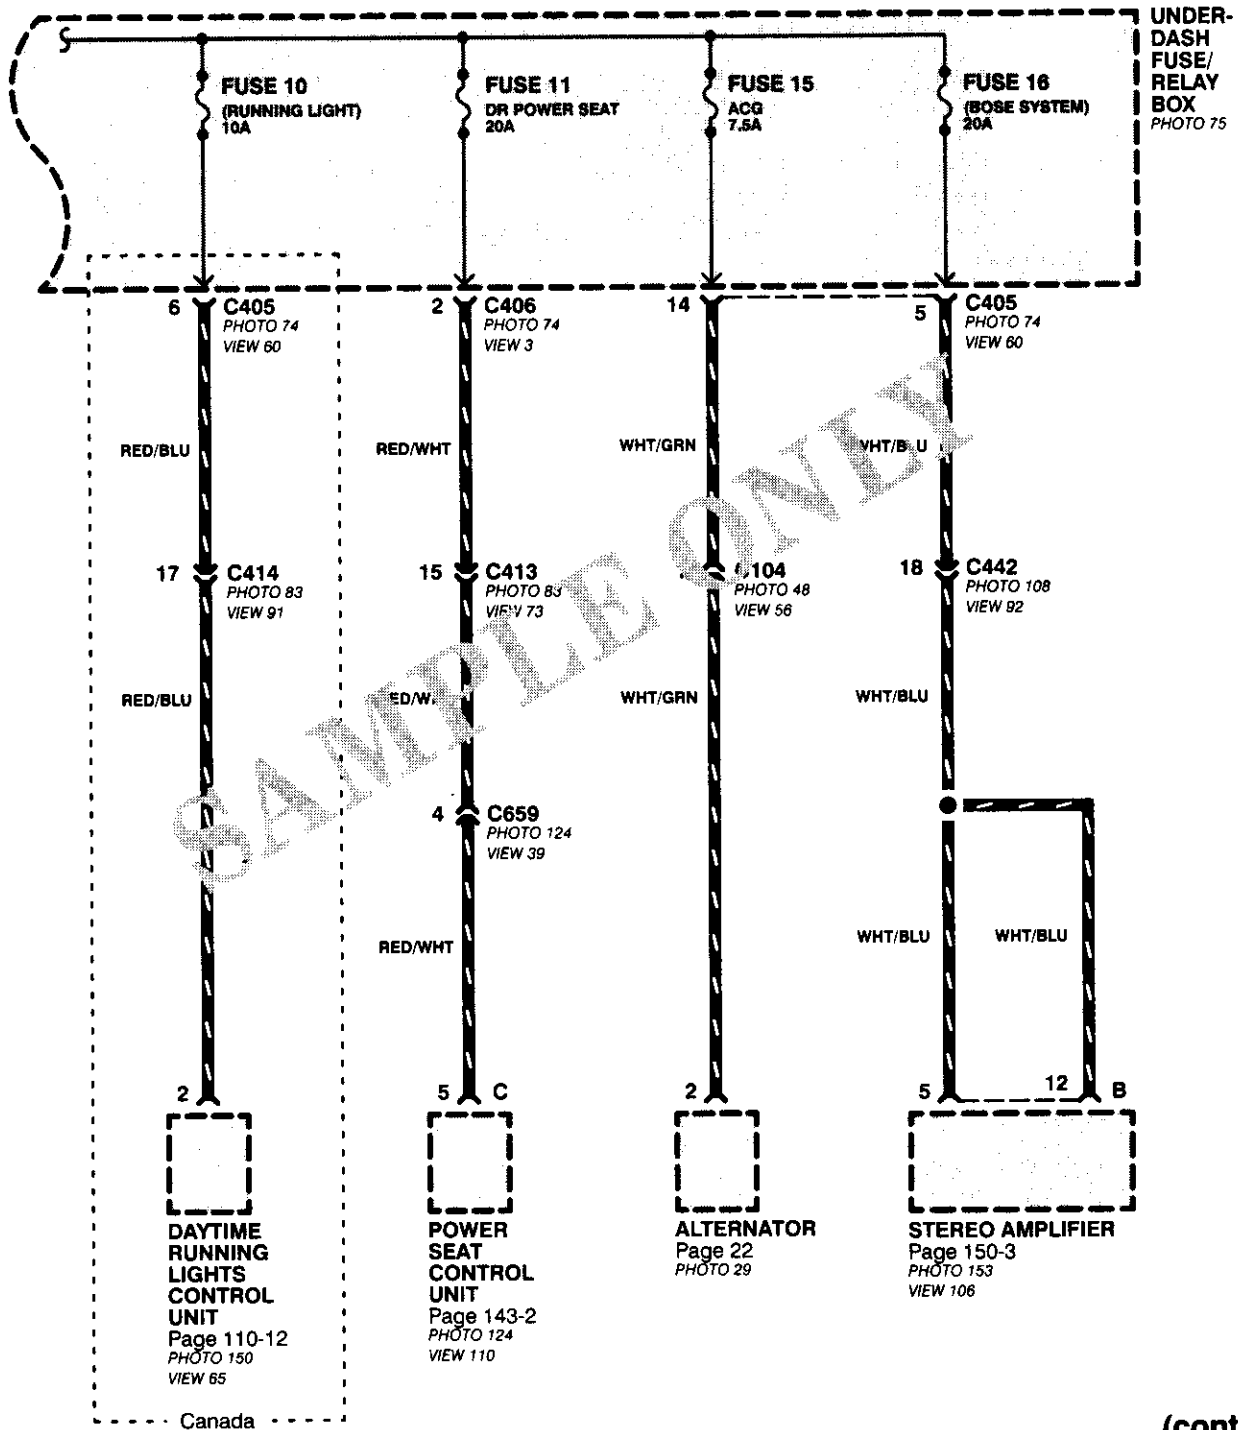 UNDER-
DASH
FUSE/
RELAY
BOX
PHOTO 75
FUSE 10
(RUNNING LIGHT)
10A
FUSE 11
DR POWER SEAT
20A
FUSE 15
ACG
7.5A
FUSE 16
(BOSE SYSTEM)
20A
6 C405
PHOTO 74
VIEW 60
2 C406
PHOTO 74
VIEW 3
14
5 C405
PHOTO 74
VIEW 60
RED/BLU
RED/WHT
WHT/GRN
WHT/BLU
17 C414
PHOTO 83
VIEW 91
15 C413
PHOTO 83
VIEW 73
PHOTO 48
VIEW 56
18 C442
PHOTO 108
VIEW 92
RED/BLU
WHT/GRN
WHT/BLU
SAMPLE ONLY
4 C659
PHOTO 124
VIEW 39
RED/WHT
WHT/BLU
WHT/BLU
2
5 C
2
5
12 B
DAYTIME
RUNNING
LIGHTS
CONTROL
UNIT
Page 110-12
PHOTO 150
VIEW 65
POWER
SEAT
CONTROL
UNIT
Page 143-2
PHOTO 124
VIEW 110
ALTERNATOR
Page 22
PHOTO 29
STEREO AMPLIFIER
Page 150-3
PHOTO 153
VIEW 106
Canada
(cont